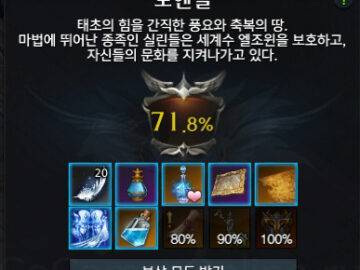 태초의 힘을 간직한 풍요와 축복의 땅.
마법에 뛰어난 종족인 실린들은 세계수 엘조윈을 보호하고,
자신들의 문화를 지켜나가고 있다.
71.8%
20
80% 90% 100%